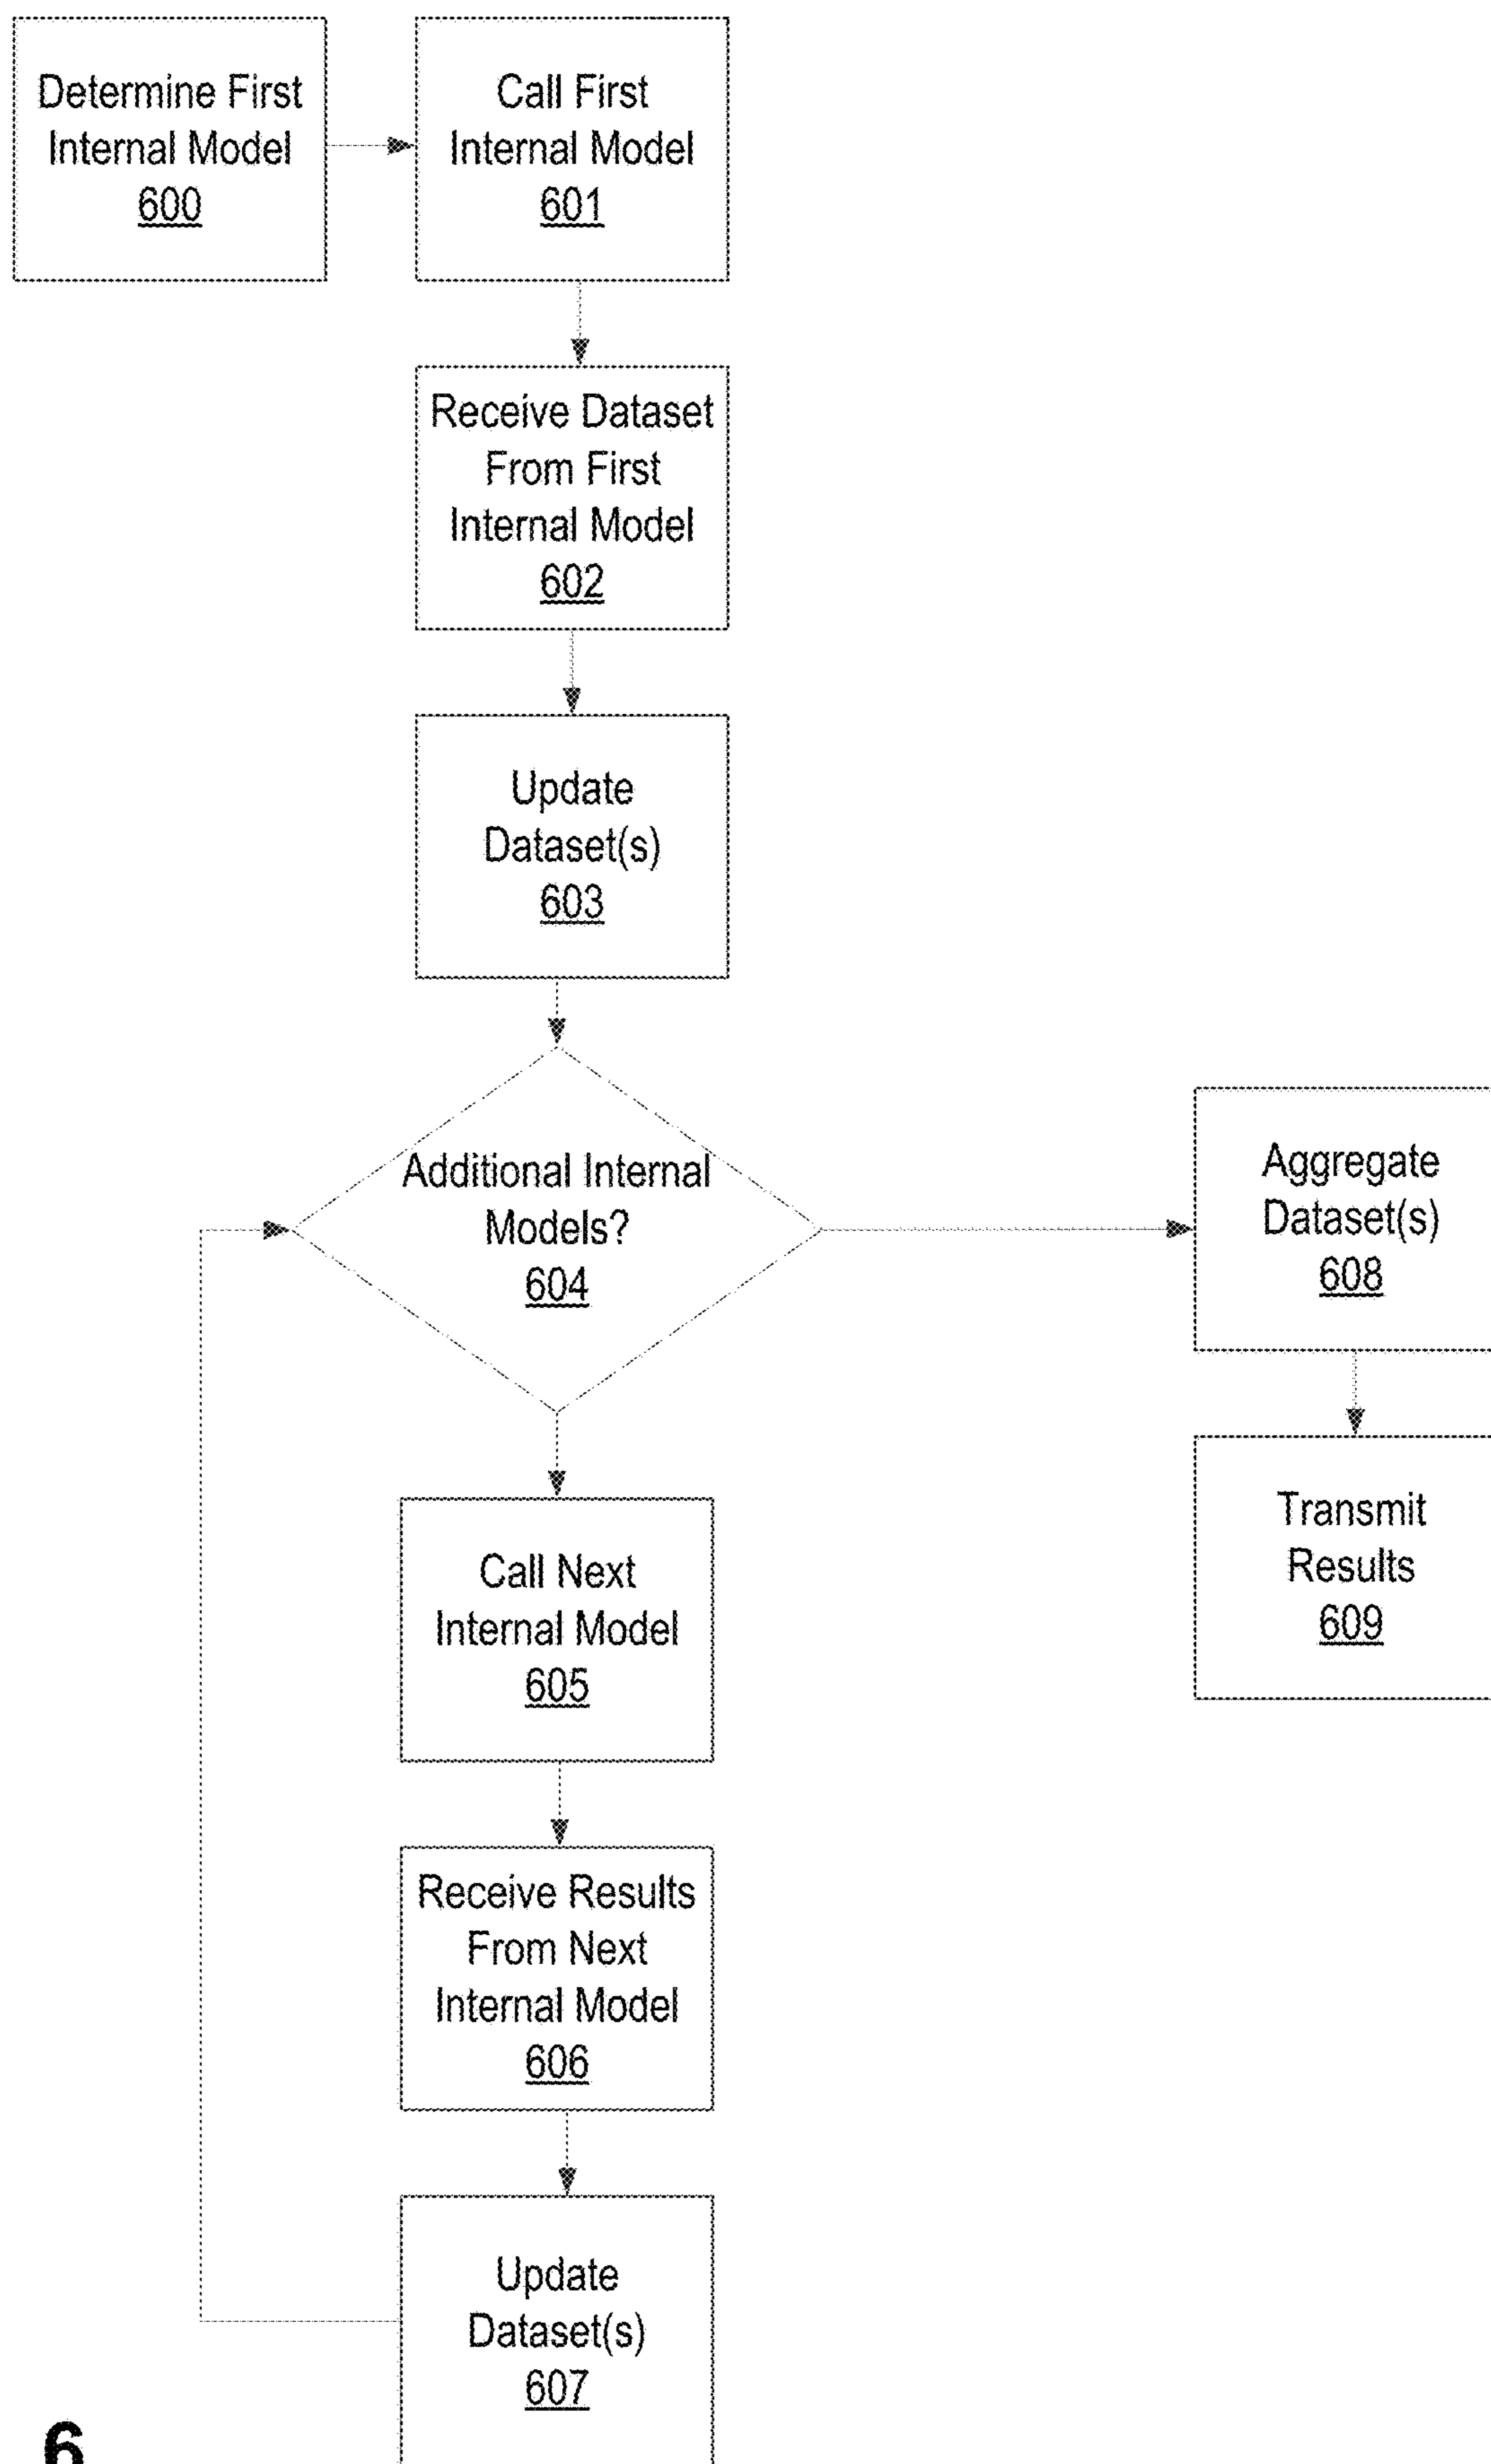 Determine First
Internal Model
600
Call First
Internal Model
601
Receive Dataset
From First
Internal Model
602
Update
Dataset(s)
603
Additional Internal
Models?
604
Aggregate
Dataset(s)
608
Transmit
Results
609
Call Next
Internal Model
605
Receive Results
From Next
Internal Model
606
Update
Dataset(s)
607
6